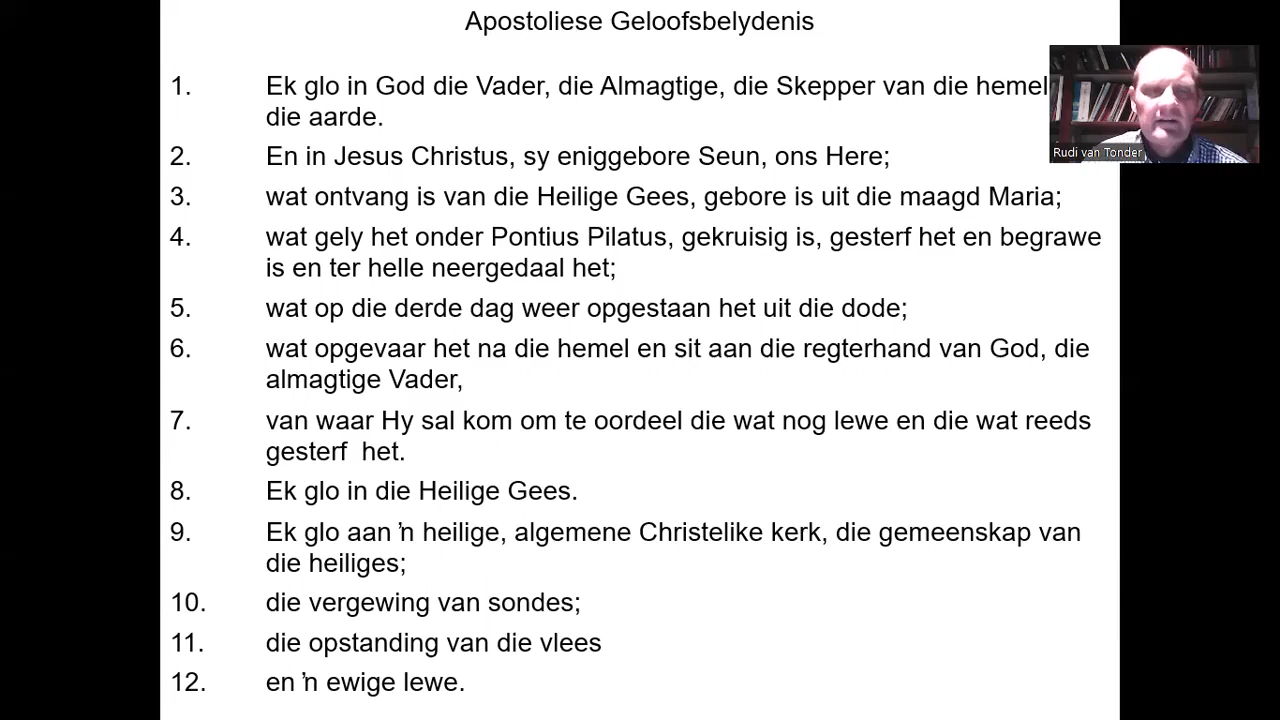 Apostoliese Geloofsbelydenis
1. Ek glo in God die Vader, die Almagtige, die Skepper van die hemel
die aarde.
2. En in Jesus Christus, sy eniggebore Seun, ons Here;
3. wat ontvang is van die Heilige Gees, gebore is uit die maagd Maria;
4. wat gely het onder Pontius Pilatus, gekruisig is, gesterf het en begrawe
is en ter helle neergedaal het;
5. wat op die derde dag weer opgestaan het uit die dode;
6. wat opgevaar het na die hemel en sit aan die regterhand van God, die
almagtige Vader,
7. van waar Hy sal kom om te oordeel die wat nog lewe en die wat reeds
gesterf  het.
8. Ek glo in die Heilige Gees.
9. Ek glo aan ŉ heilige, algemene Christelike kerk, die gemeenskap van
die heiliges;
10. die vergewing van sondes;
11. die opstanding van die vlees
12. en ŉ ewige lewe.
Rudi van Tonder